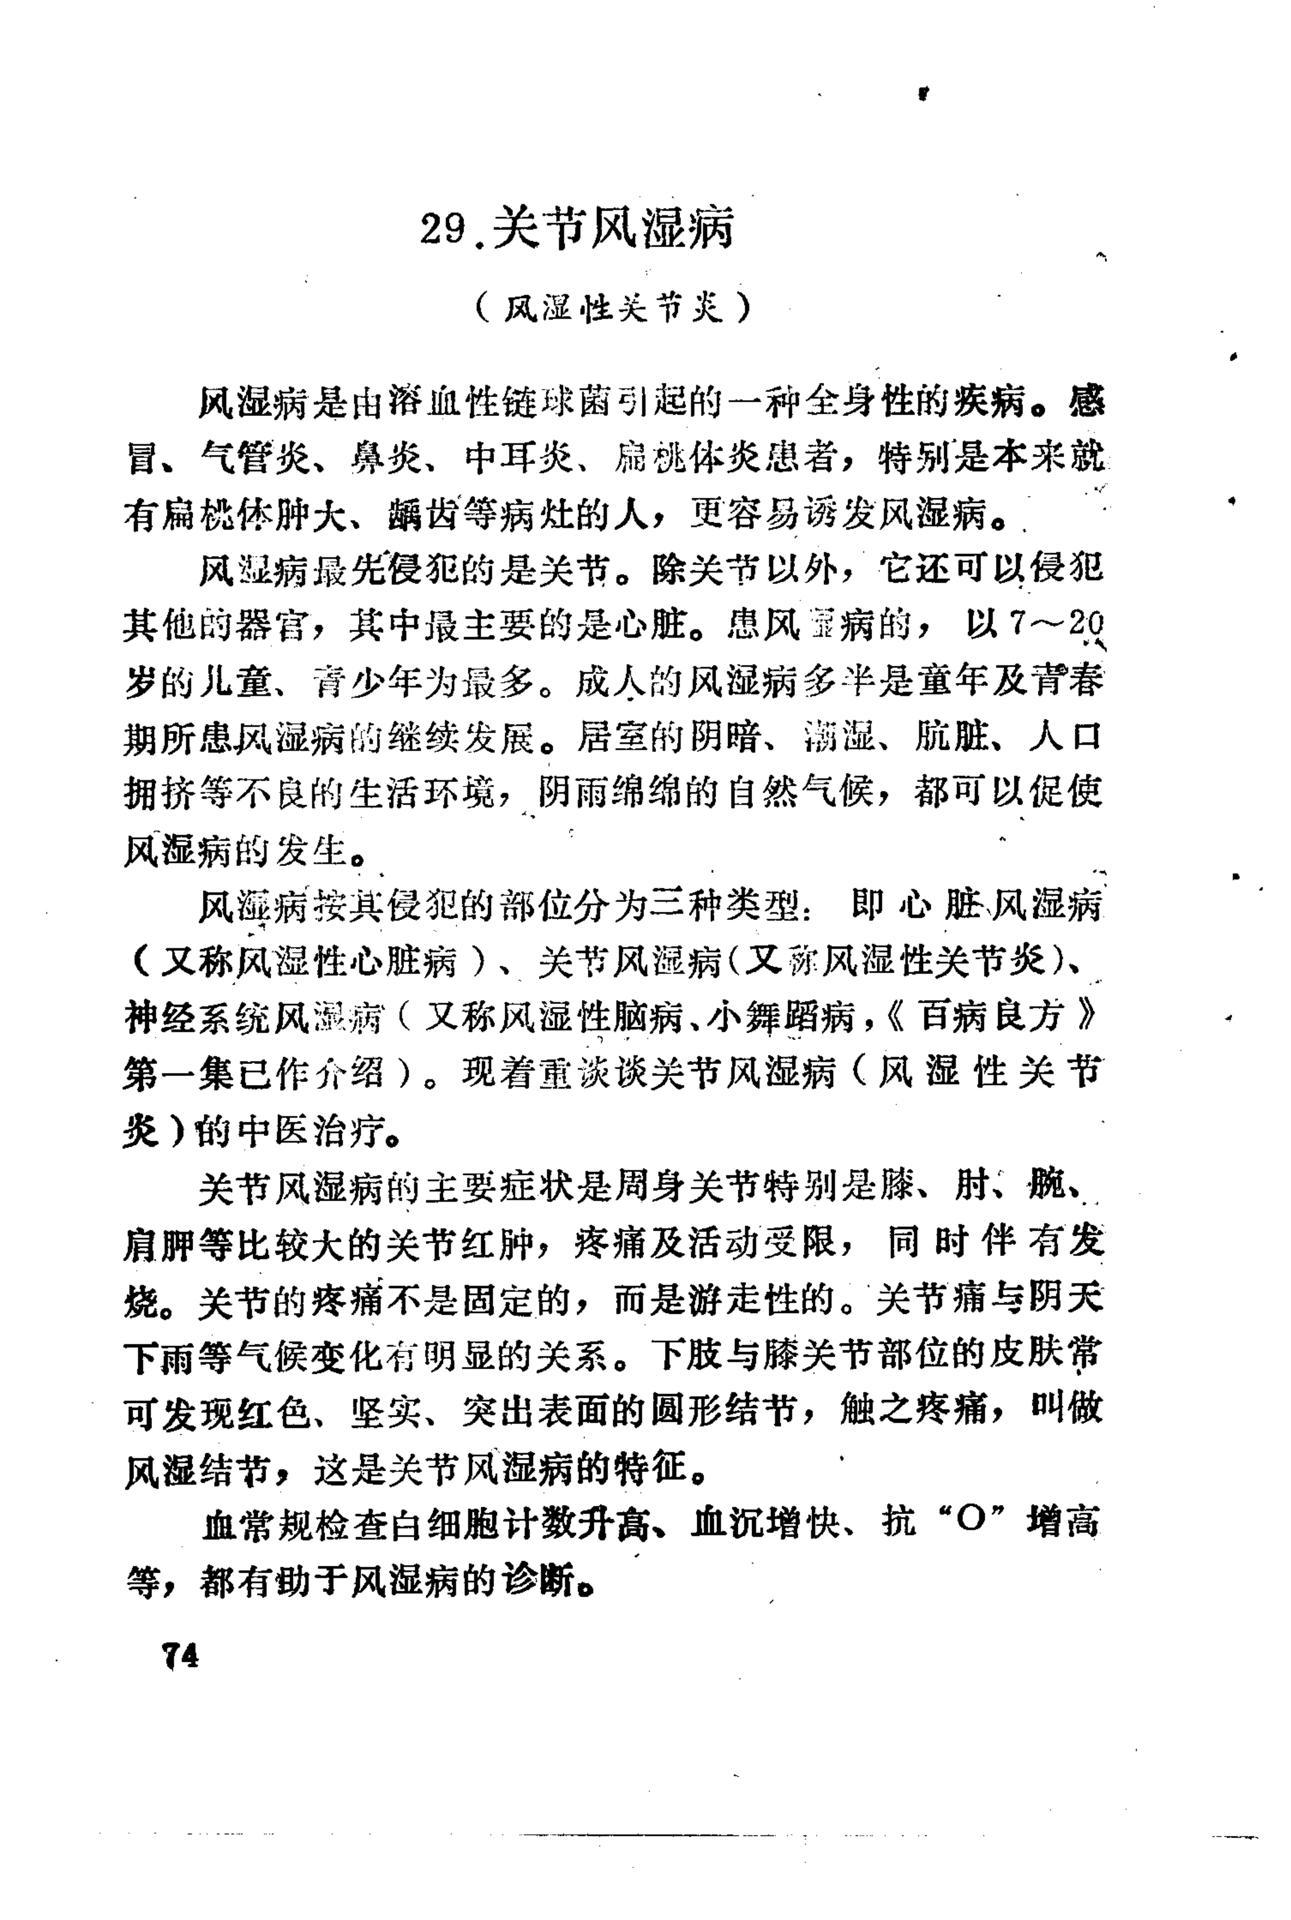 29.关节风湿病
（风湿性关节炎）
风湿病是由溶血性链球菌引起的一种全身性的疾病。感
冒、气管炎、鼻炎、中耳炎、扁桃体炎患者，特别是本来就
有扁桃体肿大、龋齿等病灶的人，更容易诱发风湿病。
风湿病最先侵犯的是关节。除关节以外，它还可以侵犯
其他的器官，其中最主要的是心脏。患风湿病的，以7～20
岁的儿童、青少年为最多。成人的风湿病多半是童年及青春
期所患风湿病的继续发展。居室的阴暗、潮湿、肮脏、人口
拥挤等不良的生活环境，阴雨绵绵的自然气候，都可以促使
风湿病的发生。
风湿病按其侵犯的部位分为三种类型：即心脏风湿病
（又称风湿性心脏病）、关节风湿病（又称风湿性关节炎）、
神经系统风湿病（又称风湿性脑病、小舞蹈病，《百病良方》
第一集已作介绍）。现着重谈谈关节风湿病（风湿性关节
炎）的中医治疗。
关节风湿病的主要症状是周身关节特别是膝、肘、腕、
肩胛等比较大的关节红肿，疼痛及活动受限，同时伴有发
烧。关节的疼痛不是固定的，而是游走性的。关节痛与阴天
下雨等气候变化有明显的关系。下肢与膝关节部位的皮肤常
可发现红色、坚实、突出表面的圆形结节，触之疼痛，叫做
风湿结节，这是关节风湿病的特征。
血常规检查白细胞计数升高、血沉增快、抗“O”增高
等，都有助于风湿病的诊断。
74